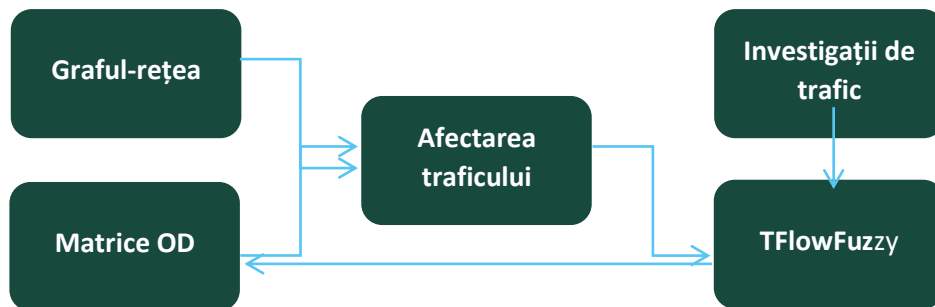 Graful-rețea
Investigații de
trafic
Afectarea
traficului
Matrice OD
TFlowFuzzy